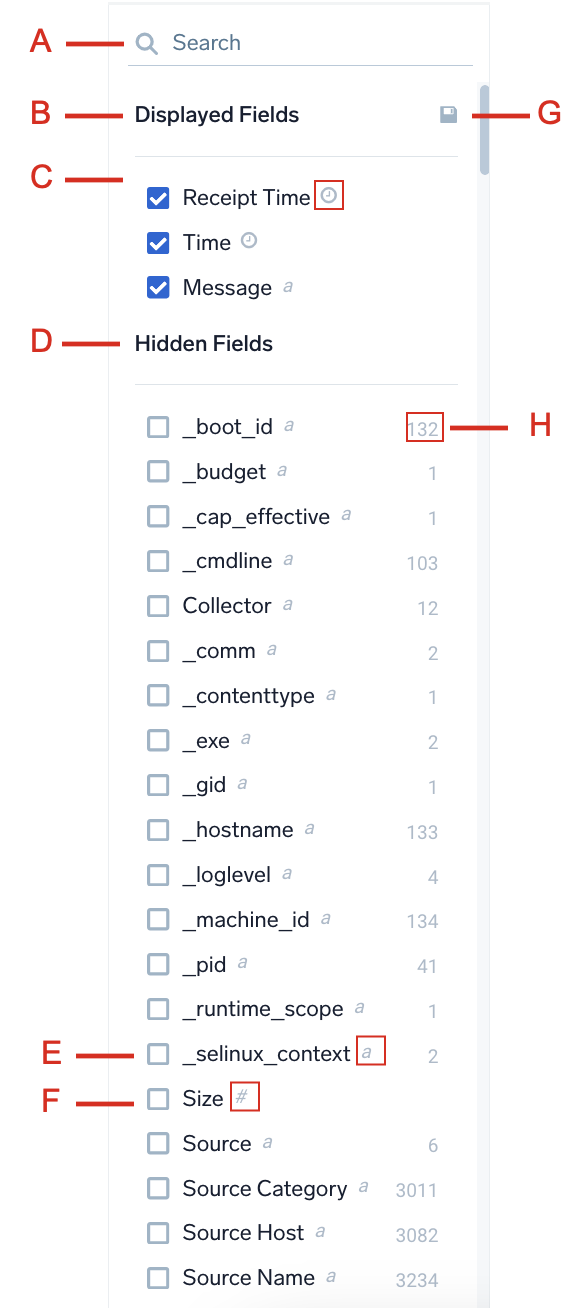 A Search
B Displayed Fields G
C
Receipt Time
Time
Message a
D Hidden Fields
_boot_id a 132 H
_budget a 1
_cap_effective a 1
_cmdline a 103
Collector a 12
_comm a 2
_contenttype a 1
_exe a 2
_gid a 1
_hostname a 133
_loglevel a 4
_machine_id a 134
_pid a 41
_runtime_scope a 1
E _selinux_context a 2
F Size #
Source a 6
Source Category a 3011
Source Host a 3082
Source Name a 3234